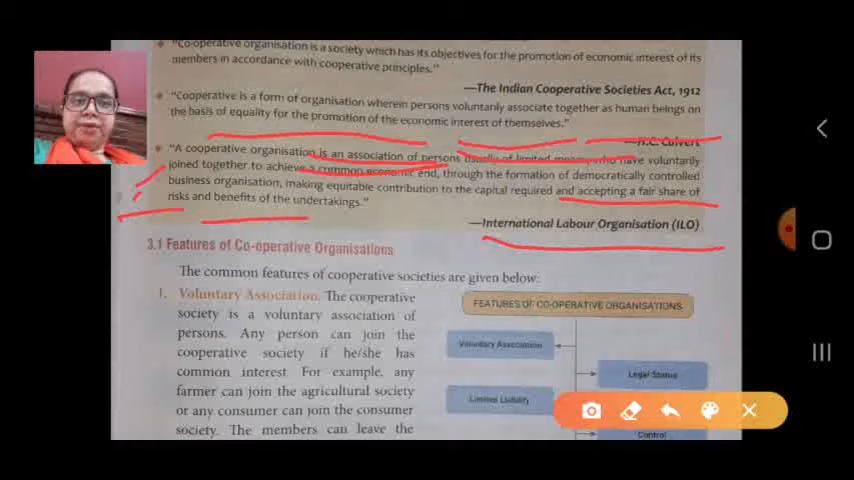 "Co-operative organisation is a society which has its objectives for the promotion of economic interest of its
members in accordance with cooperative principles."
—The Indian Cooperative Societies Act, 1912
"Cooperative is a form of organisation wherein persons voluntarily associate together as human beings on
the basis of equality for the promotion of the economic interest of themselves."
—H.C. Calvert
"A cooperative organisation is an association of persons usually of limited means who have voluntarily
joined together to achieve a common economic end, through the formation of democratically controlled
business organisation, making equitable contribution to the capital required and accepting a fair share of
risks and benefits of the undertakings."
—International Labour Organisation (ILO)
3.1 Features of Co-operative Organisations
The common features of cooperative societies are given below:
1. Voluntary Association. The cooperative
society is a voluntary association of
persons. Any person can join the
cooperative society if he/she has
common interest. For example, any
farmer can join the agricultural society
or any consumer can join the consumer
society. The members can leave the
FEATURES OF CO-OPERATIVE ORGANISATIONS
Voluntary Association
Legal Status
Limited Liability
Control